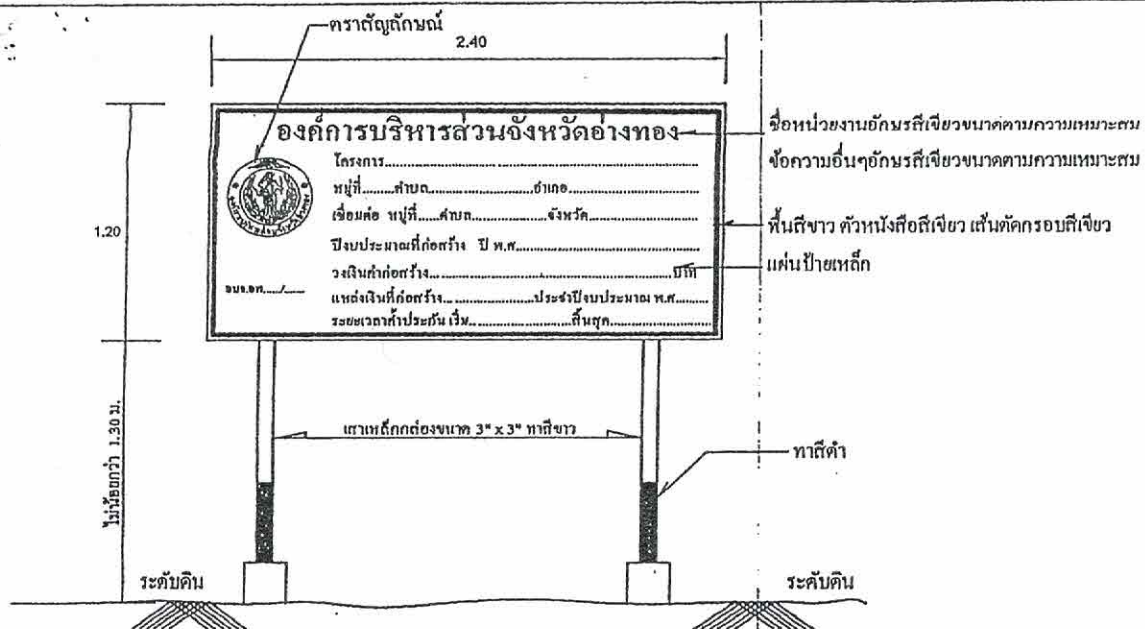 ตราสัญลักษณ์
2.40
องค์การบริหารส่วนจังหวัดอ่างทอง
ชื่อหน่วยงานอักษรสีเขียวขนาดตามความเหมาะสม
ข้อความอื่นๆอักษรสีเขียวขนาดตามความเหมาะสม
โครงการ........................................
หมู่ที่........ตำบล........................อำเภอ........................
เชื่อมต่อ หมู่ที่.....ตำบล.................จังหวัด........................
1.20
พื้นสีขาว ตัวหนังสือสีเขียว เส้นตัดกรอบสีเขียว
ปีงบประมาณที่ก่อสร้าง ปี พ.ศ........................................
แผ่นป้ายเหล็ก
วงเงินค่าก่อสร้าง........................................บาท
อบจ.อท...../.....
แหล่งเงินที่ก่อสร้าง.....................ประจำปีงบประมาณ พ.ศ.........
ระยะเวลาค้ำประกัน เริ่ม.....................สิ้นสุด.....................
ไม่น้อยกว่า 1.30 ม.
เสาเหล็กกล่องขนาด 3" x 3" ทาสีขาว
ทาสีดำ
ระดับดิน
ระดับดิน